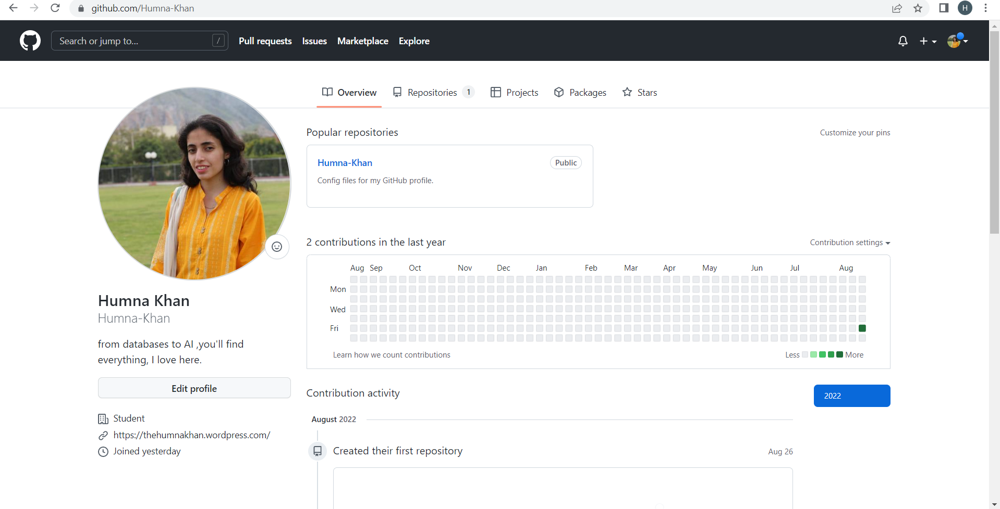 github.com/Humna-Khan
H
Search or jump to... /
Pull requests Issues Marketplace Explore
Overview Repositories 1 Projects Packages Stars
Popular repositories Customize your pins
Humna-Khan Public
Config files for my GitHub profile.
2 contributions in the last year Contribution settings
Aug Sep Oct Nov Dec Jan Feb Mar Apr May Jun Jul Aug
Mon
Wed
Fri
Learn how we count contributions Less More
Humna Khan
Humna-Khan
from databases to AI ,you'll find
everything, I love here.
Edit profile
Student
https://thehumnakhan.wordpress.com/
Joined yesterday
Contribution activity 2022
August 2022
Created their first repository Aug 26